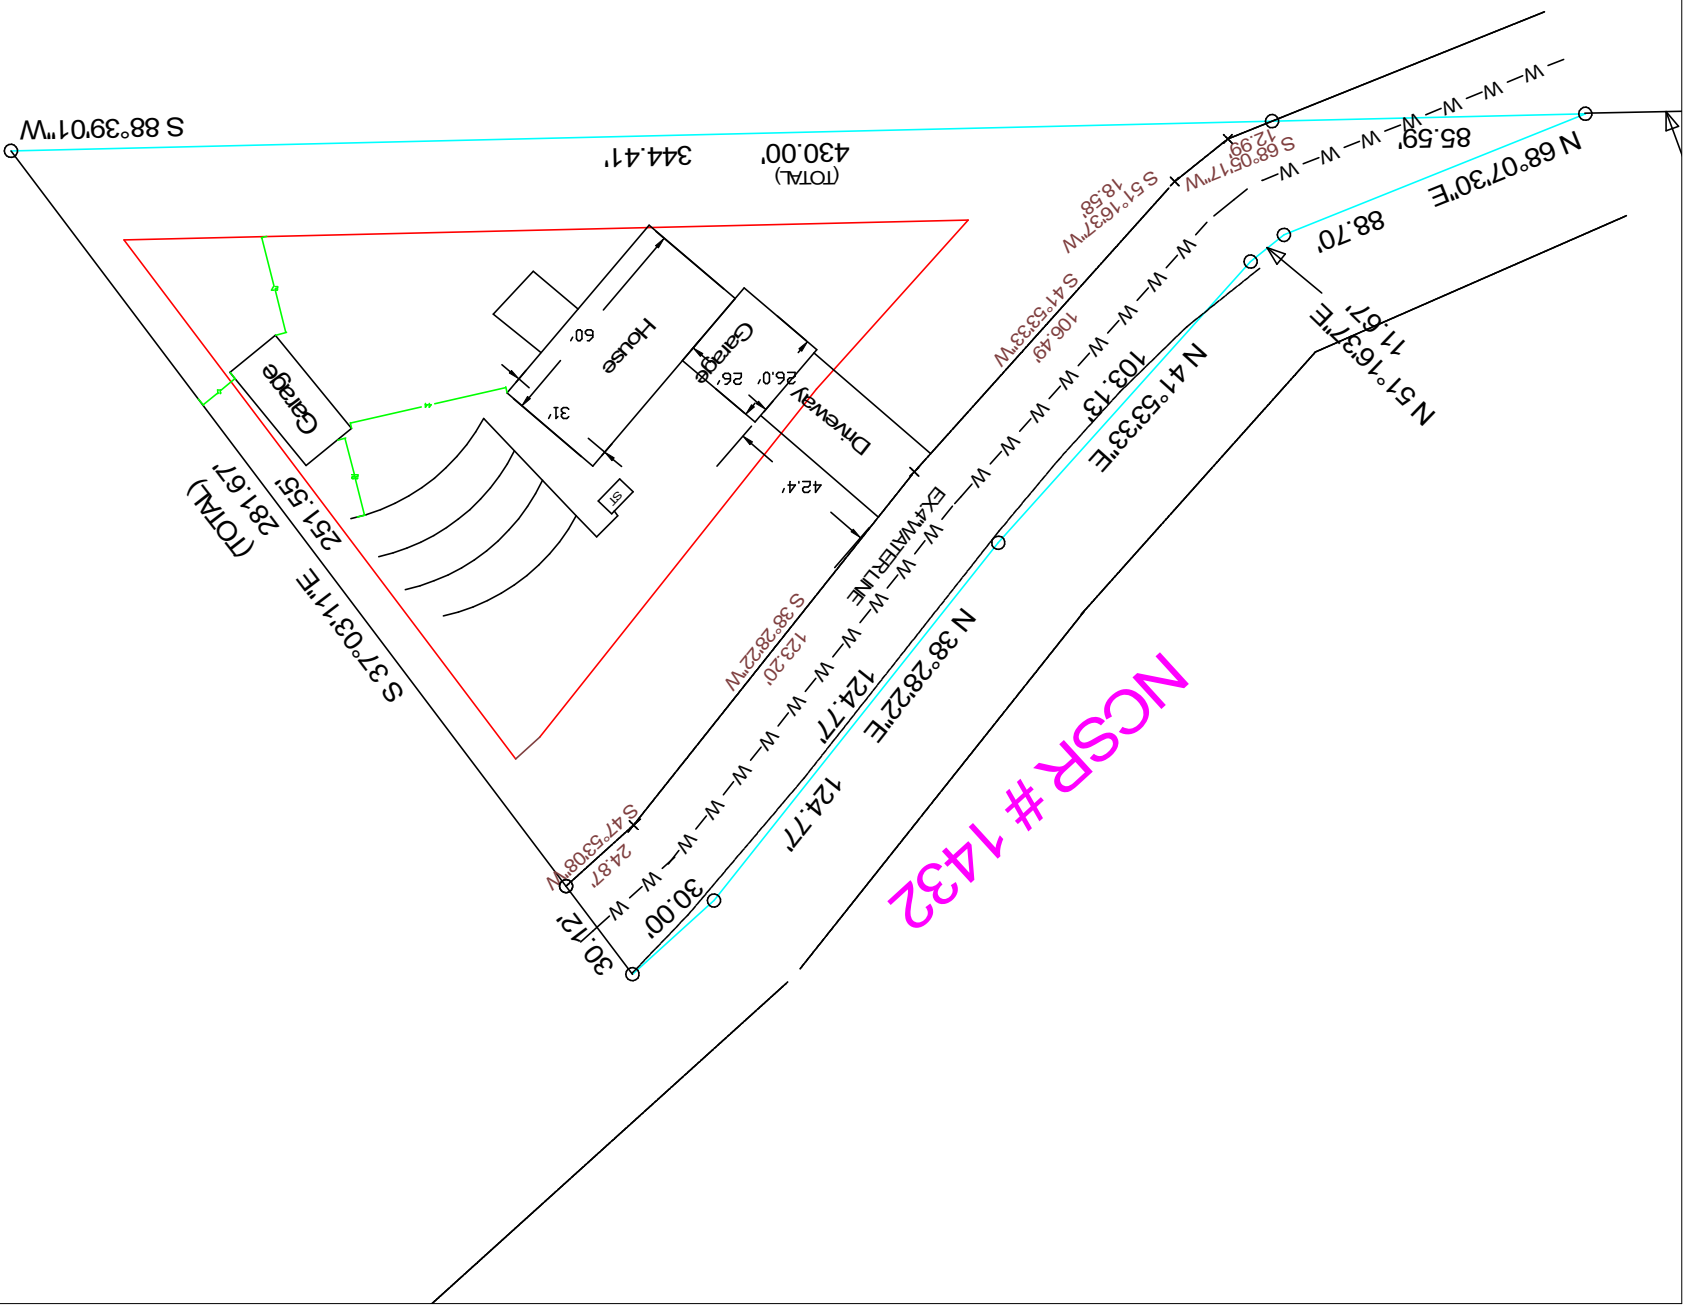 S 88°39'01"W
344.41'
430.00'
(TOTAL)
85.59'
N 68°07'30"E
88.70'
S 68°05'17"W
12.99'
S 51°16'37"W
18.58'
N 51°16'37"E
11.67'
S 41°53'33"W
106.49'
103.13'
N 41°53'33"E
House
60'
31'
Garage
26'
26.0'
Driveway
42.4'
ST
Garage
EX.4"WATERLINE
W W W W W W W W W W W W W W W W W W W W W W W W W W W W
251.55'
281.67'
(TOTAL)
S 37°03'11"E
S 38°28'22"W
123.20'
124.77'
N 38°28'22"E
124.77'
S 47°53'08"W
24.87'
30.12'
30.00'
NCSR # 1432